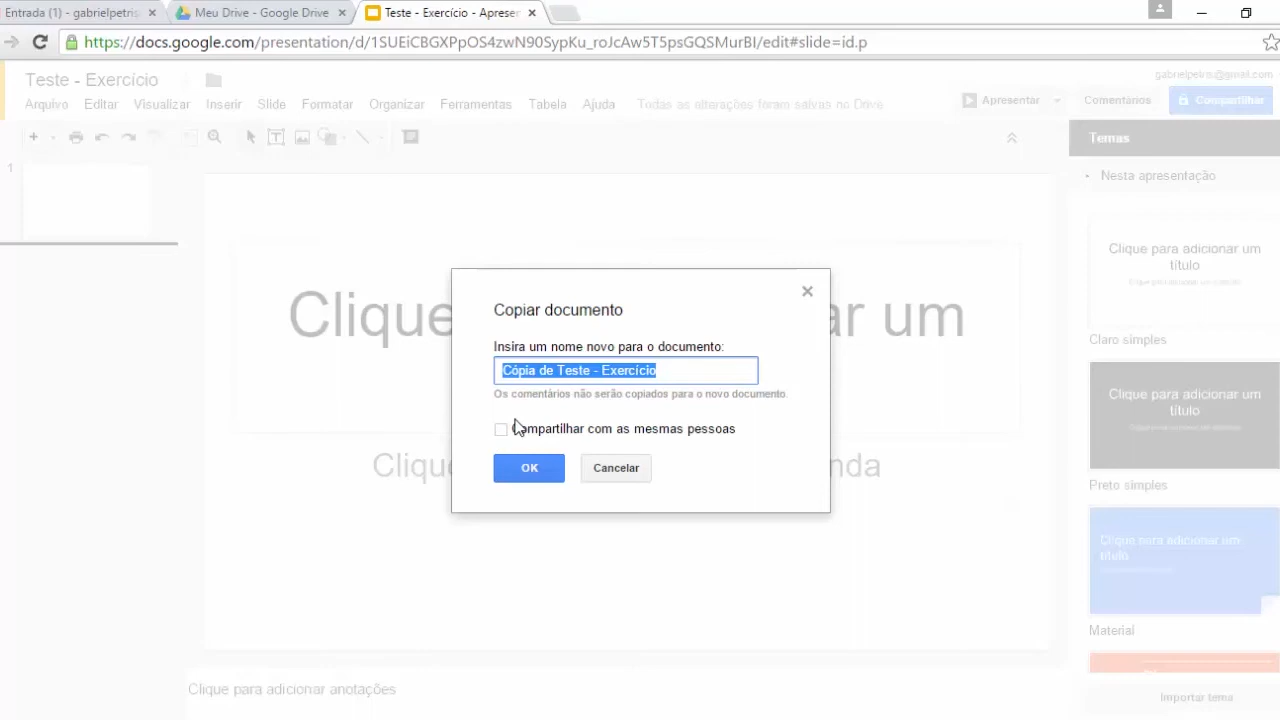 Entrada (1) - gabrielpetris
Meu Drive - Google Drive
Teste - Exercício - Apreser
https://docs.google.com/presentation/d/1SUEiCBGXPpOS4zwN90SypKu_roJcAw5T5psGQSMurBI/edit#slide=id.p
Teste - Exercício
gabrielpetris@gmail.com
Arquivo Editar Visualizar Inserir Slide Formatar Organizar Ferramentas Tabela Ajuda Todas as alterações foram salvas no Drive
Apresentar
Comentários
Compartilhar
Temas
1
Nesta apresentação
Clique ar um
Clique nda
Copiar documento
Insira um nome novo para o documento:
Cópia de Teste - Exercício
Os comentários não serão copiados para o novo documento.
Compartilhar com as mesmas pessoas
OK
Cancelar
Clique para adicionar um
título
Claro simples
Clique para adicionar um
título
Preto simples
Clique para adicionar um
título
Material
Importar tema
Clique para adicionar anotações